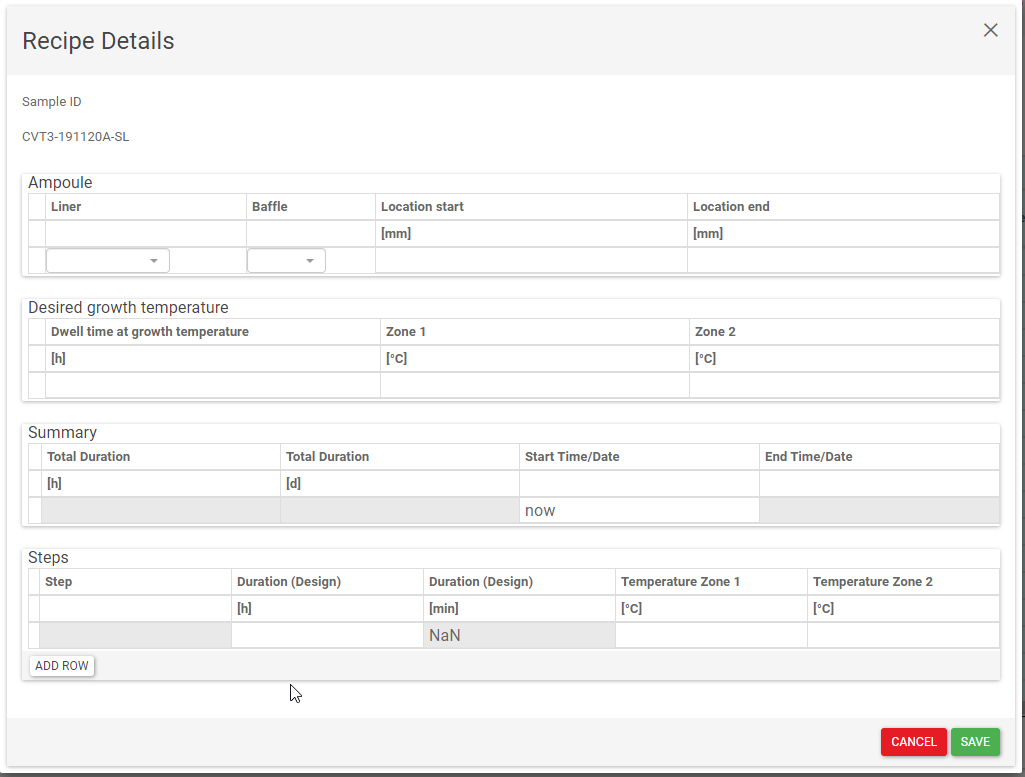 Recipe Details
Sample ID
CVT3-191120A-SL
Ampoule
Liner Baffle Location start Location end
[mm] [mm]
Desired growth temperature
Dwell time at growth temperature Zone 1 Zone 2
[h] [°C] [°C]
Summary
Total Duration Total Duration Start Time/Date End Time/Date
[h] [d]
now
Steps
Step Duration (Design) Duration (Design) Temperature Zone 1 Temperature Zone 2
[h] [min] [°C] [°C]
NaN
ADD ROW
CANCEL SAVE